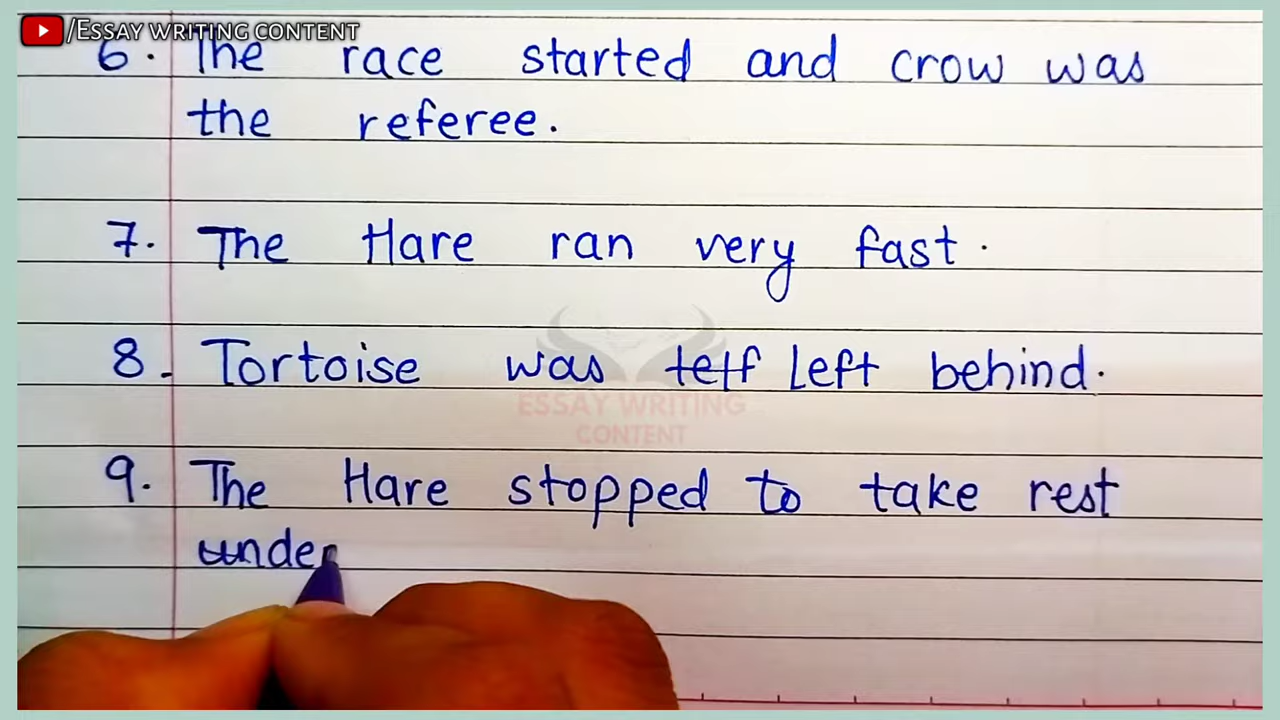 /ESSAY WRITING CONTENT
6. The race started and crow was
the referee.
7. The Hare ran very fast.
8. Tortoise was telf Left behind.
ESSAY WRITING
CONTENT
9. The Hare stopped to take rest
under